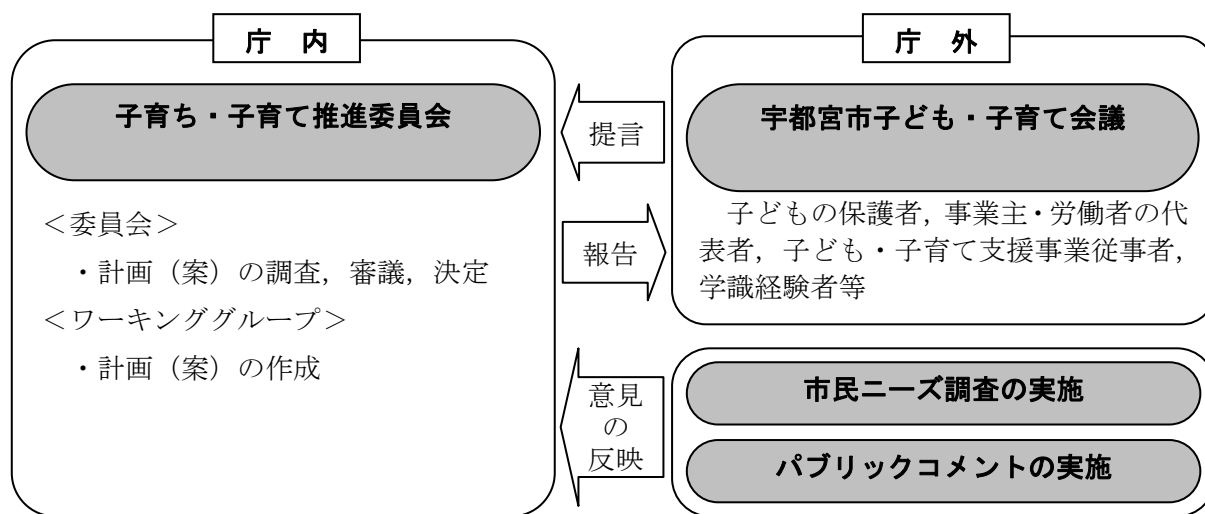 庁 内
子育ち・子育て推進委員会
＜委員会＞
・計画（案）の調査，審議，決定
＜ワーキンググループ＞
・計画（案）の作成
提言
報告
意見
の
反映
庁 外
宇都宮市子ども・子育て会議
子どもの保護者，事業主・労働者の代
表者，子ども・子育て支援事業従事者，
学識経験者等
市民ニーズ調査の実施
パブリックコメントの実施